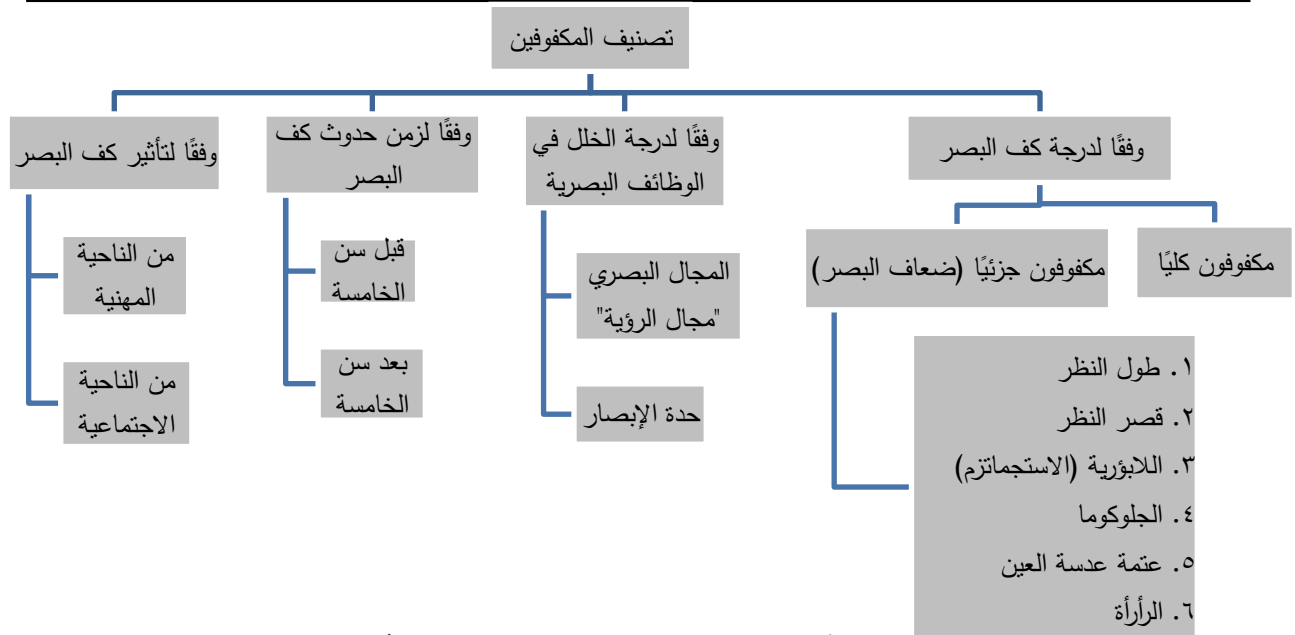 تصنيف المكفوفين
وفقًا لدرجة كف البصر
مكفوفون كليًا
مكفوفون جزئيًا (ضعاف البصر)
١. طول النظر
٢. قصر النظر
٣. اللابؤرية (الاستجماتزم)
٤. الجلوكوما
٥. عتمة عدسة العين
٦. الرأرأة
وفقًا لدرجة الخلل في
الوظائف البصرية
المجال البصري
"مجال الرؤية"
حدة الإبصار
وفقًا لزمن حدوث كف
البصر
قبل سن
الخامسة
بعد سن
الخامسة
وفقًا لتأثير كف البصر
من الناحية
المهنية
من الناحية
الاجتماعية